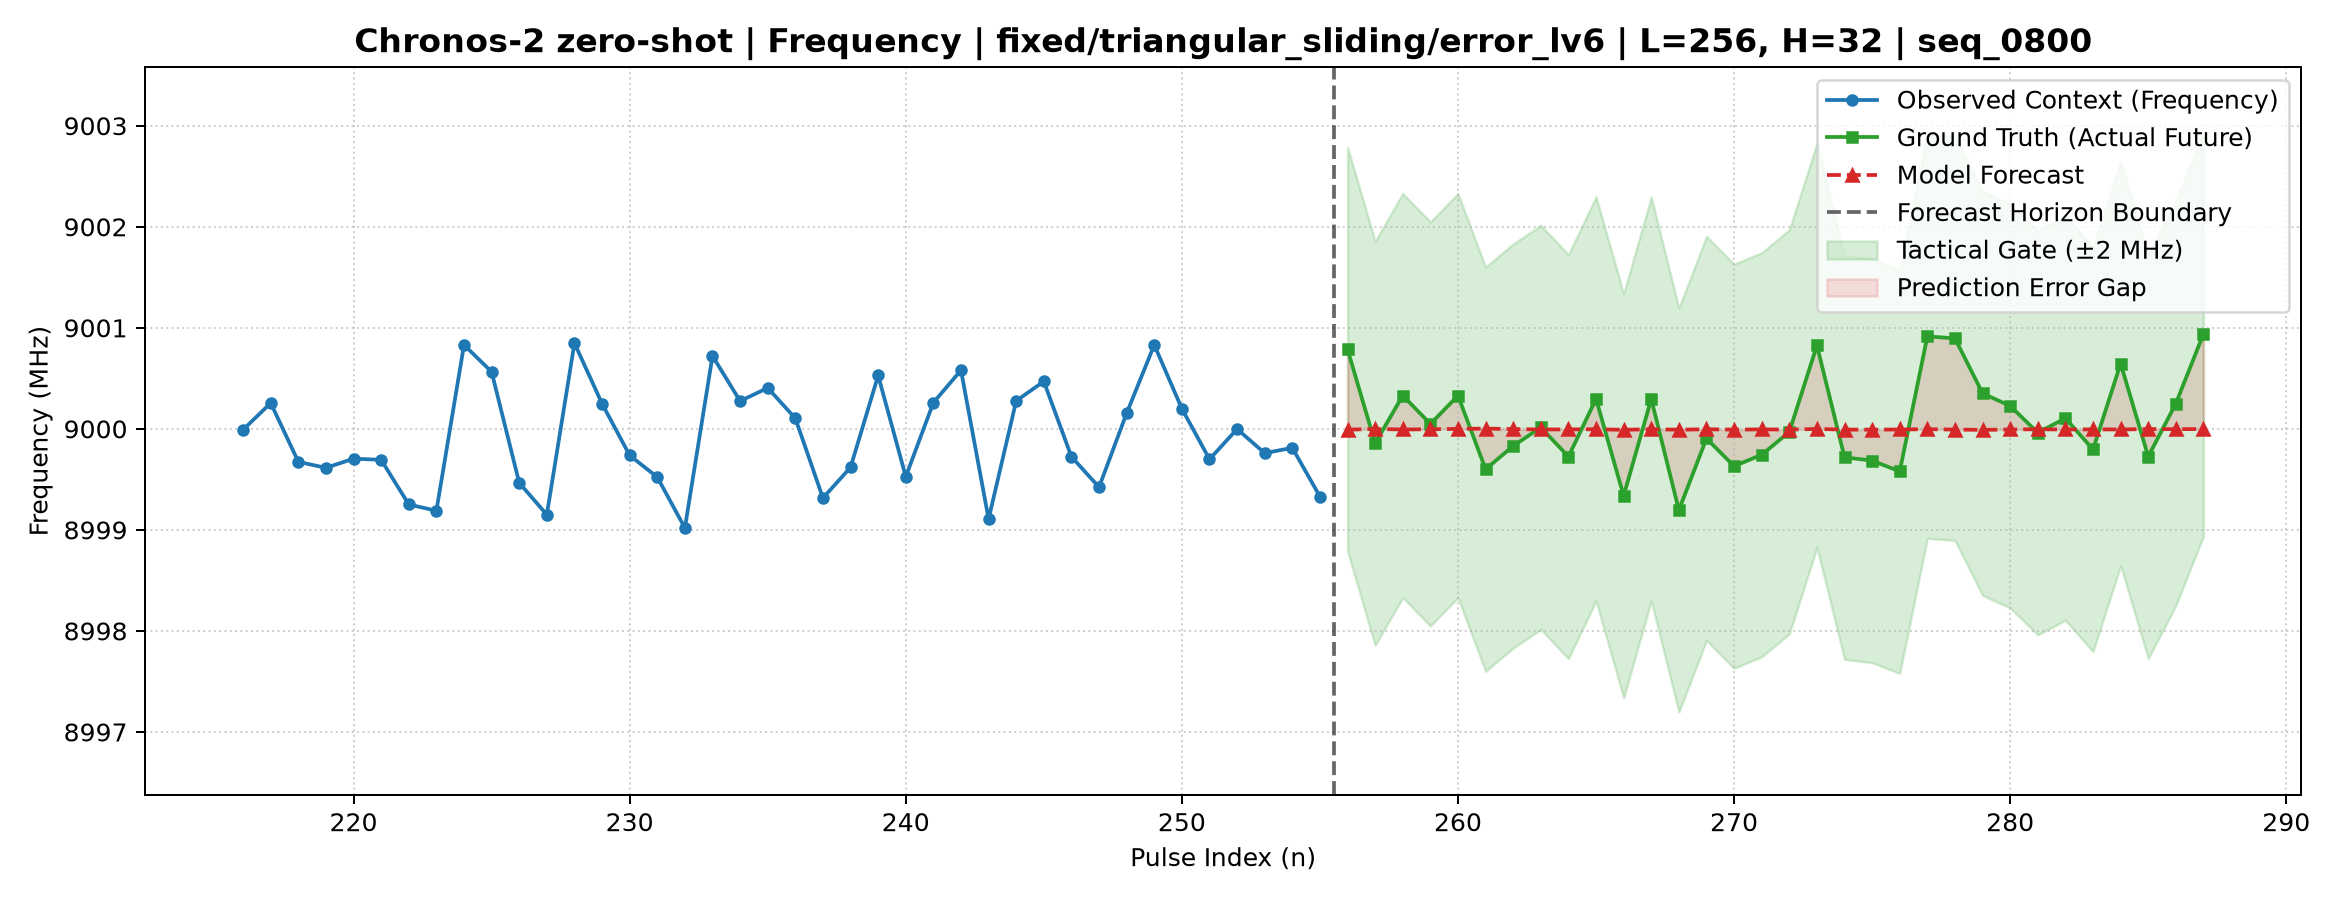 Chronos-2 zero-shot | Frequency | fixed/triangular_sliding/error_lv6 | L=256, H=32 | seq_0800
Observed Context (Frequency)
Ground Truth (Actual Future)
Model Forecast
Forecast Horizon Boundary
Tactical Gate (±2 MHz)
Prediction Error Gap
Frequency (MHz)
9003
9002
9001
9000
8999
8998
8997
220 230 240 250 260 270 280 290
Pulse Index (n)